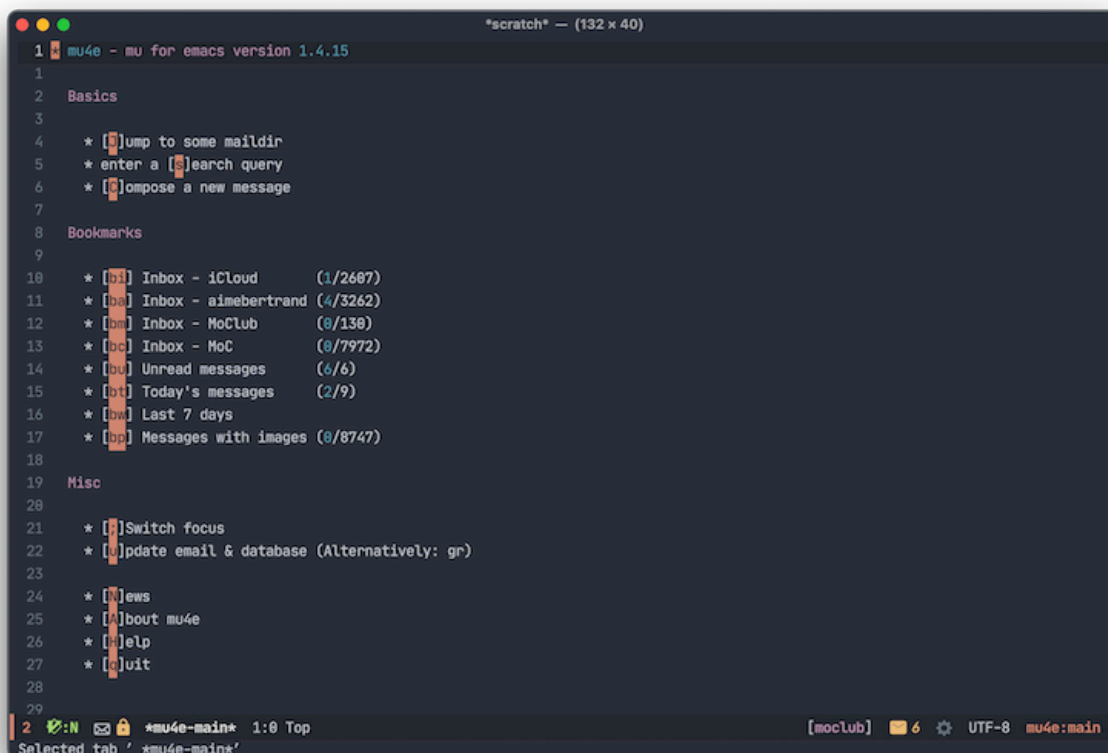 *scratch* — (132 × 40)
1 * mu4e - mu for emacs version 1.4.15
1
2 Basics
3
4 * [J]ump to some maildir
5 * enter a [s]earch query
6 * [C]ompose a new message
7
8 Bookmarks
9
10 * [bi] Inbox - iCloud (1/2607)
11 * [ba] Inbox - aimebertrand (4/3262)
12 * [bm] Inbox - MoClub (0/130)
13 * [bc] Inbox - MoC (0/7972)
14 * [bu] Unread messages (6/6)
15 * [bt] Today's messages (2/9)
16 * [bw] Last 7 days
17 * [bp] Messages with images (0/8747)
18
19 Misc
20
21 * [;]Switch focus
22 * [u]pdate email & database (Alternatively: gr)
23
24 * [N]ews
25 * [A]bout mu4e
26 * [H]elp
27 * [q]uit
28
29
2 :N *mu4e-main* 1:0 Top [moclub] 6 UTF-8 mu4e:main
Selected tab ' *mu4e-main*'